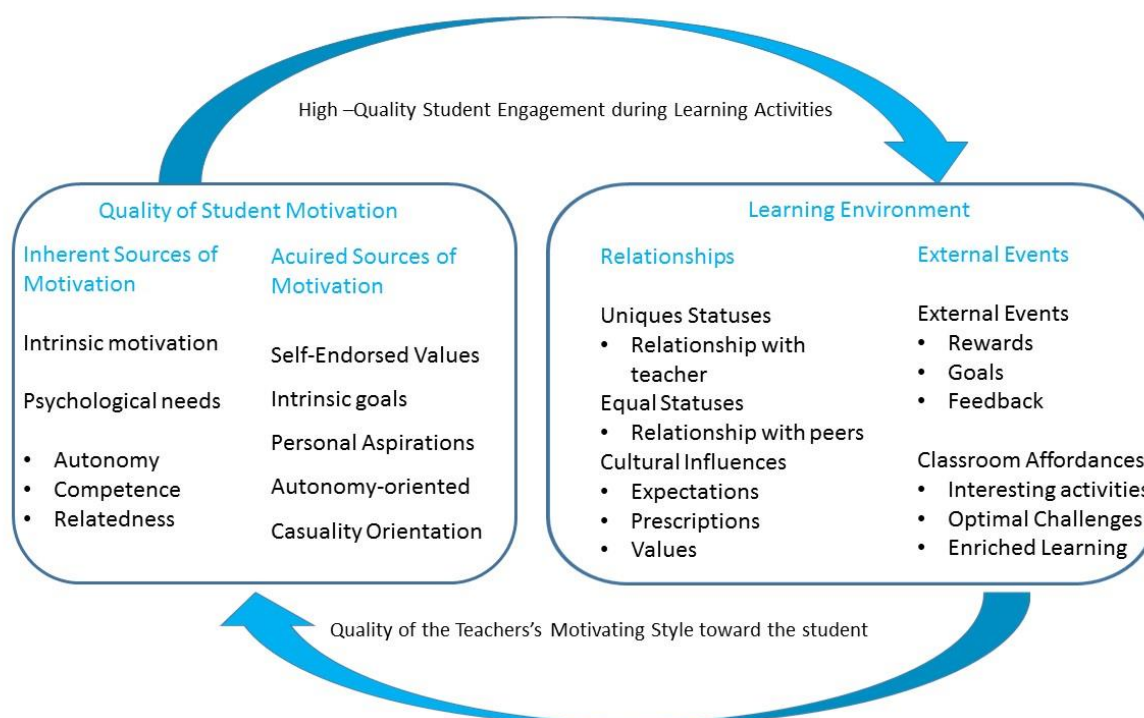 High –Quality Student Engagement during Learning Activities
Quality of Student Motivation
Inherent Sources of
Motivation
Intrinsic motivation
Psychological needs
• Autonomy
• Competence
• Relatedness
Acuired Sources of
Motivation
Self-Endorsed Values
Intrinsic goals
Personal Aspirations
Autonomy-oriented
Casuality Orientation
Learning Environment
Relationships
Uniques Statuses
• Relationship with
teacher
Equal Statuses
• Relationship with peers
Cultural Influences
• Expectations
• Prescriptions
• Values
External Events
External Events
• Rewards
• Goals
• Feedback
Classroom Affordances
• Interesting activities
• Optimal Challenges
• Enriched Learning
Quality of the Teachers's Motivating Style toward the student